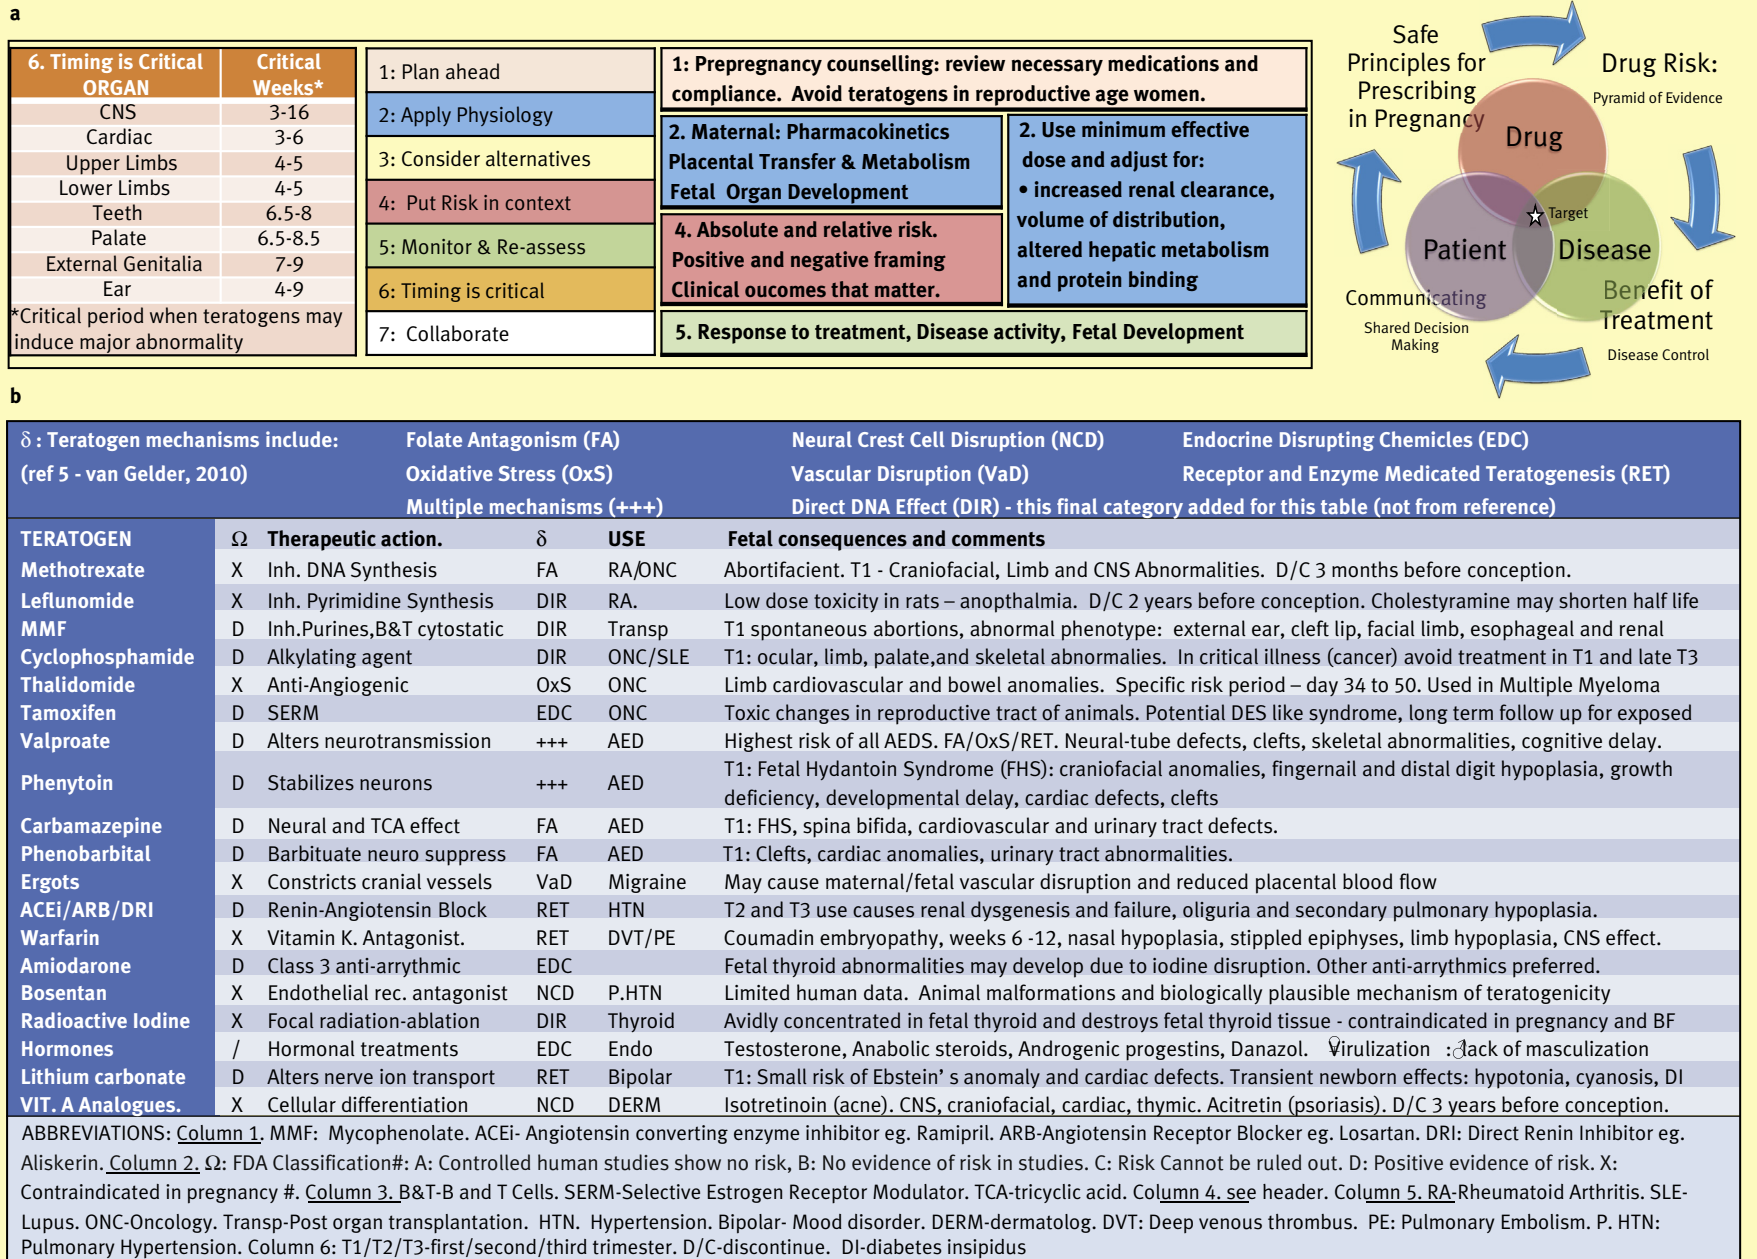 a
6. Timing is Critical ORGAN Critical Weeks*
CNS 3-16
Cardiac 3-6
Upper Limbs 4-5
Lower Limbs 4-5
Teeth 6.5-8
Palate 6.5-8.5
External Genitalia 7-9
Ear 4-9
*Critical period when teratogens may
induce major abnormality
1: Plan ahead
2: Apply Physiology
3: Consider alternatives
4: Put Risk in context
5: Monitor & Re-assess
6: Timing is critical
7: Collaborate
1: Prepregnancy counselling: review necessary medications and
compliance. Avoid teratogens in reproductive age women.
2. Maternal: Pharmacokinetics
Placental Transfer & Metabolism
Fetal Organ Development
2. Use minimum effective
dose and adjust for:
• increased renal clearance,
volume of distribution,
altered hepatic metabolism
and protein binding
4. Absolute and relative risk.
Positive and negative framing
Clinical oucomes that matter.
5. Response to treatment, Disease activity, Fetal Development
Safe
Principles for
Prescribing
in Pregnancy
Drug Risk:
Pyramid of Evidence
Drug
Target
Patient
Disease
Communicating
Shared Decision
Making
Benefit of
Treatment
Disease Control
b
δ : Teratogen mechanisms include: Folate Antagonism (FA) Neural Crest Cell Disruption (NCD) Endocrine Disrupting Chemicles (EDC)
(ref 5 - van Gelder, 2010) Oxidative Stress (OxS) Vascular Disruption (VaD) Receptor and Enzyme Medicated Teratogenesis (RET)
Multiple mechanisms (+++) Direct DNA Effect (DIR) - this final category added for this table (not from reference)
TERATOGEN Ω Therapeutic action. δ USE Fetal consequences and comments
Methotrexate X Inh. DNA Synthesis FA RA/ONC Abortifacient. T1 - Craniofacial, Limb and CNS Abnormalities. D/C 3 months before conception.
Leflunomide X Inh. Pyrimidine Synthesis DIR RA. Low dose toxicity in rats – anopthalmia. D/C 2 years before conception. Cholestyramine may shorten half life
MMF D Inh.Purines,B&T cytostatic DIR Transp T1 spontaneous abortions, abnormal phenotype: external ear, cleft lip, facial limb, esophageal and renal
Cyclophosphamide D Alkylating agent DIR ONC/SLE T1: ocular, limb, palate,and skeletal abnormalies. In critical illness (cancer) avoid treatment in T1 and late T3
Thalidomide X Anti-Angiogenic OxS ONC Limb cardiovascular and bowel anomalies. Specific risk period – day 34 to 50. Used in Multiple Myeloma
Tamoxifen D SERM EDC ONC Toxic changes in reproductive tract of animals. Potential DES like syndrome, long term follow up for exposed
Valproate D Alters neurotransmission +++ AED Highest risk of all AEDS. FA/OxS/RET. Neural-tube defects, clefts, skeletal abnormalities, cognitive delay.
Phenytoin D Stabilizes neurons +++ AED T1: Fetal Hydantoin Syndrome (FHS): craniofacial anomalies, fingernail and distal digit hypoplasia, growth
deficiency, developmental delay, cardiac defects, clefts
Carbamazepine D Neural and TCA effect FA AED T1: FHS, spina bifida, cardiovascular and urinary tract defects.
Phenobarbital D Barbituate neuro suppress FA AED T1: Clefts, cardiac anomalies, urinary tract abnormalities.
Ergots X Constricts cranial vessels VaD Migraine May cause maternal/fetal vascular disruption and reduced placental blood flow
ACEi/ARB/DRI D Renin-Angiotensin Block RET HTN T2 and T3 use causes renal dysgenesis and failure, oliguria and secondary pulmonary hypoplasia.
Warfarin X Vitamin K. Antagonist. RET DVT/PE Coumadin embryopathy, weeks 6 -12, nasal hypoplasia, stippled epiphyses, limb hypoplasia, CNS effect.
Amiodarone D Class 3 anti-arrythmic EDC Fetal thyroid abnormalities may develop due to iodine disruption. Other anti-arrythmics preferred.
Bosentan X Endothelial rec. antagonist NCD P.HTN Limited human data. Animal malformations and biologically plausible mechanism of teratogenicity
Radioactive Iodine X Focal radiation-ablation DIR Thyroid Avidly concentrated in fetal thyroid and destroys fetal thyroid tissue - contraindicated in pregnancy and BF
Hormones / Hormonal treatments EDC Endo Testosterone, Anabolic steroids, Androgenic progestins, Danazol. ♀Virulization :♂lack of masculization
Lithium carbonate D Alters nerve ion transport RET Bipolar T1: Small risk of Ebstein' s anomaly and cardiac defects. Transient newborn effects: hypotonia, cyanosis, DI
VIT. A Analogues. X Cellular differentiation NCD DERM Isotretinoin (acne). CNS, craniofacial, cardiac, thymic. Acitretin (psoriasis). D/C 3 years before conception.
ABBREVIATIONS: Column 1. MMF: Mycophenolate. ACEi- Angiotensin converting enzyme inhibitor eg. Ramipril. ARB-Angiotensin Receptor Blocker eg. Losartan. DRI: Direct Renin Inhibitor eg.
Aliskerin. Column 2. Ω: FDA Classification#: A: Controlled human studies show no risk, B: No evidence of risk in studies. C: Risk Cannot be ruled out. D: Positive evidence of risk. X:
Contraindicated in pregnancy #. Column 3. B&T-B and T Cells. SERM-Selective Estrogen Receptor Modulator. TCA-tricyclic acid. Column 4. see header. Column 5. RA-Rheumatoid Arthritis. SLE-
Lupus. ONC-Oncology. Transp-Post organ transplantation. HTN. Hypertension. Bipolar- Mood disorder. DERM-dermatolog. DVT: Deep venous thrombus. PE: Pulmonary Embolism. P. HTN:
Pulmonary Hypertension. Column 6: T1/T2/T3-first/second/third trimester. D/C-discontinue. DI-diabetes insipidus